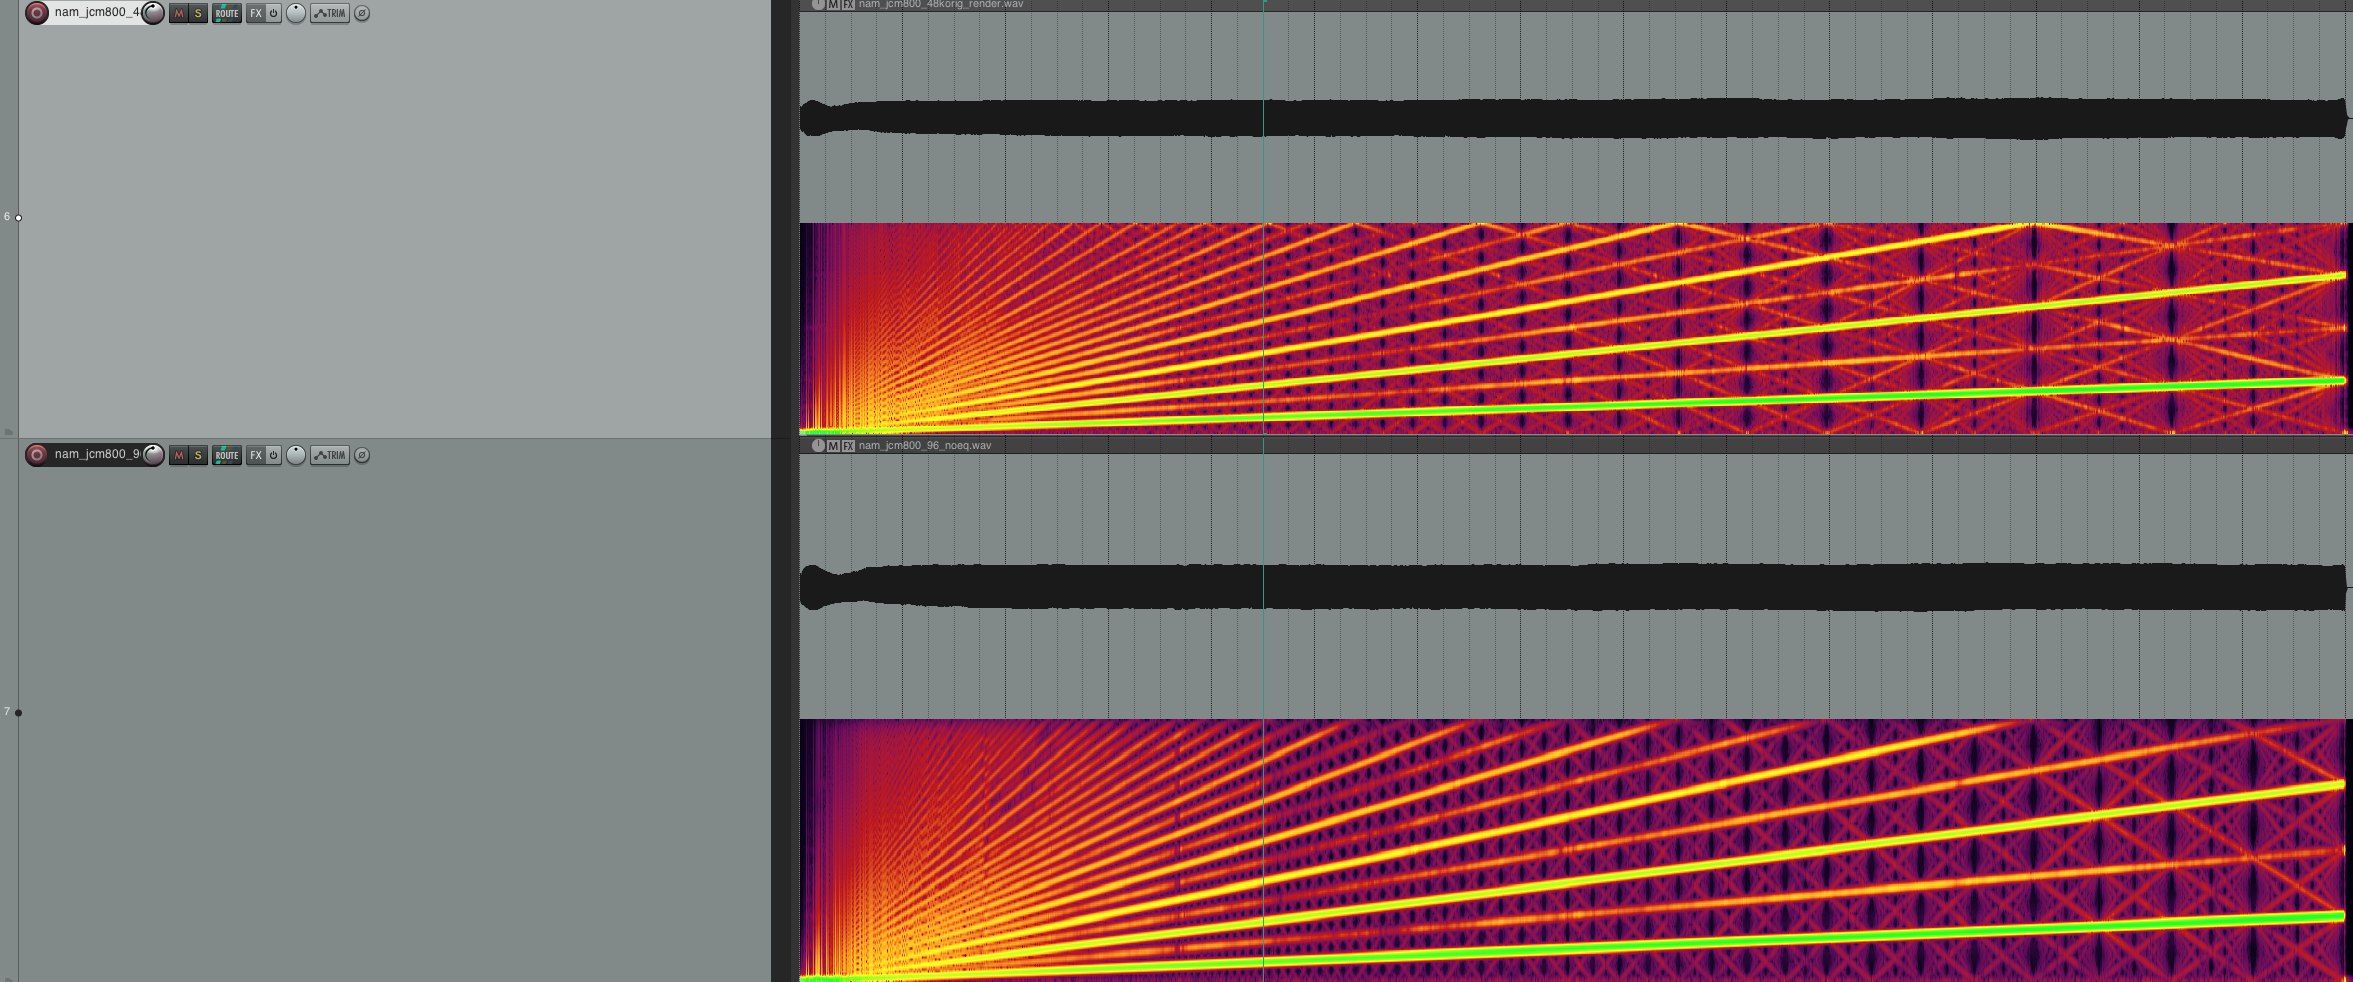 nam_jcm800_4
M S ROUTE FX TRIM
M FX nam_jcm800_48korig_render.wav
6
nam_jcm800_9
M S ROUTE FX TRIM
M FX nam_jcm800_96_noeq.wav
7